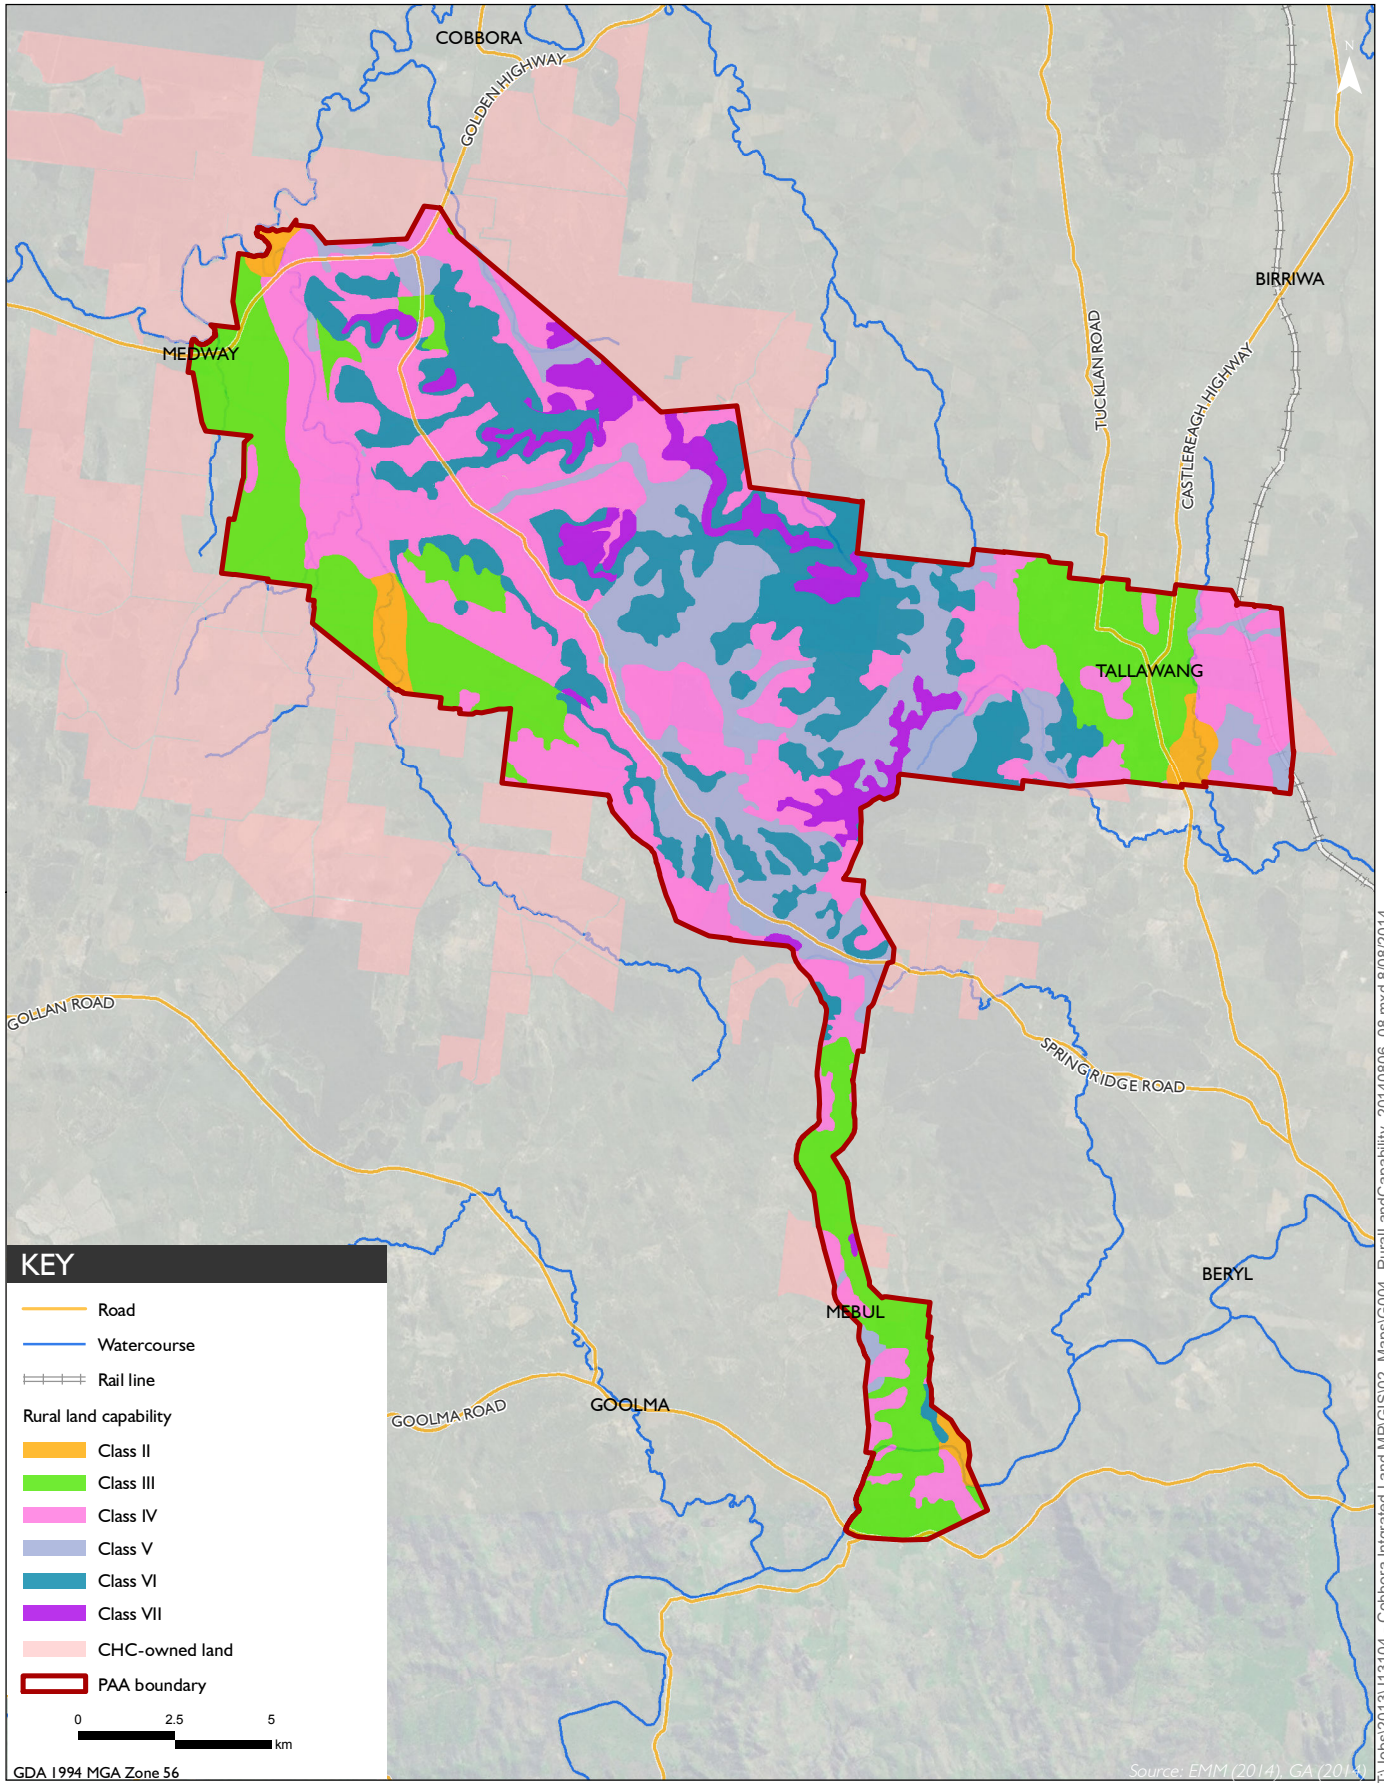 COBBORA
GOLDEN HIGHWAY
N
BIRRIWA
MEDWAY
TUCKLAN ROAD
CASTLEREAGH HIGHWAY
TALLAWANG
GOLLAN ROAD
SPRING RIDGE ROAD
BERYL
MEBUL
GOOLMA
GOOLMA ROAD
KEY
Road
Watercourse
Rail line
Rural land capability
Class II
Class III
Class IV
Class V
Class VI
Class VII
CHC-owned land
PAA boundary
0 2.5 5
km
GDA 1994 MGA Zone 56
Source: EMM (2014), GA (2014)